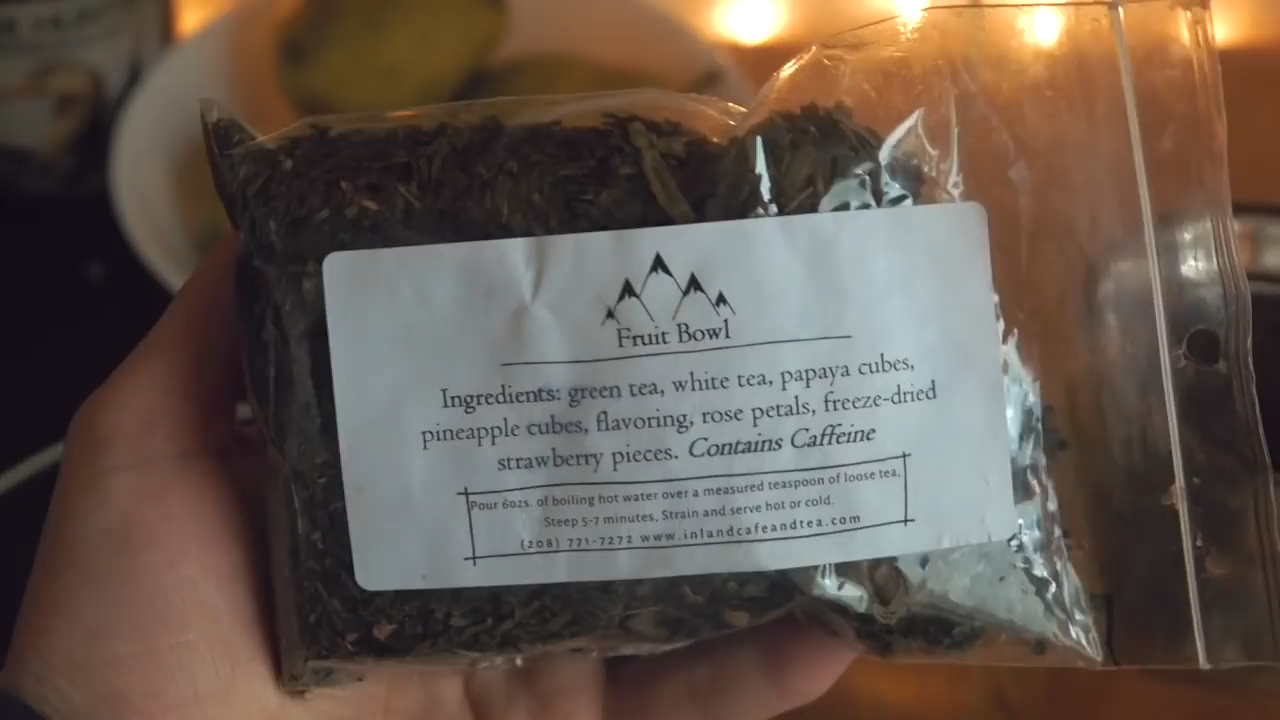 Fruit Bowl
Ingredients: green tea, white tea, papaya cubes,
pineapple cubes, flavoring, rose petals, freeze-dried
strawberry pieces. Contains Caffeine
Pour 6ozs. of boiling hot water over a measured teaspoon of loose tea,
Steep 5-7 minutes, Strain and serve hot or cold.
(208) 771-7272 www.inlandcafeandtea.com